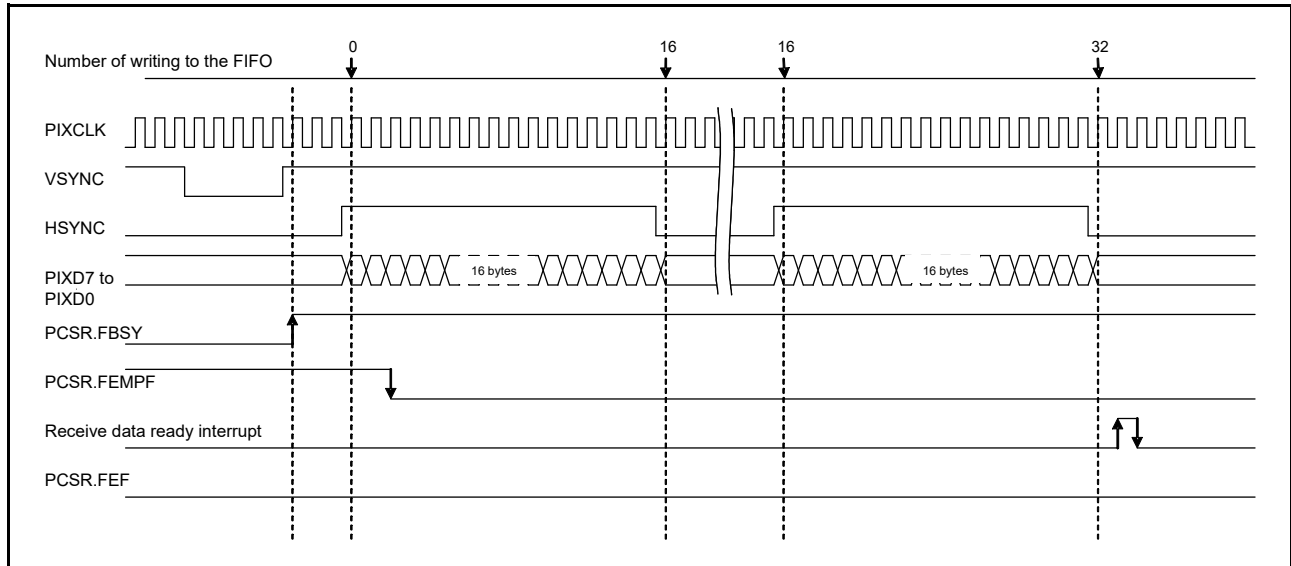 0 16 16 32
Number of writing to the FIFO
PIXCLK
VSYNC
HSYNC
16 bytes 16 bytes
PIXD7 to
PIXD0
PCSR.FBSY
PCSR.FEMPF
Receive data ready interrupt
PCSR.FEF